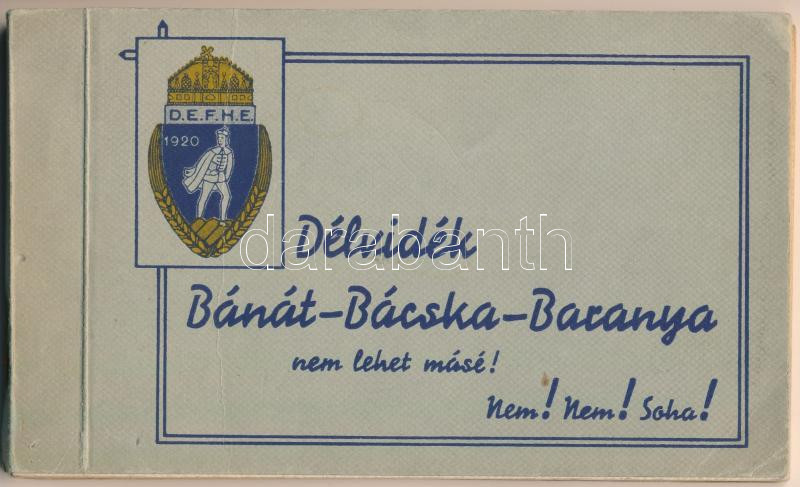 D.E.F.H.E.
1920
Délvidék
darabanth
Bánát-Bácska-Baranya
nem lehet másé!
Nem! Nem! Soha!